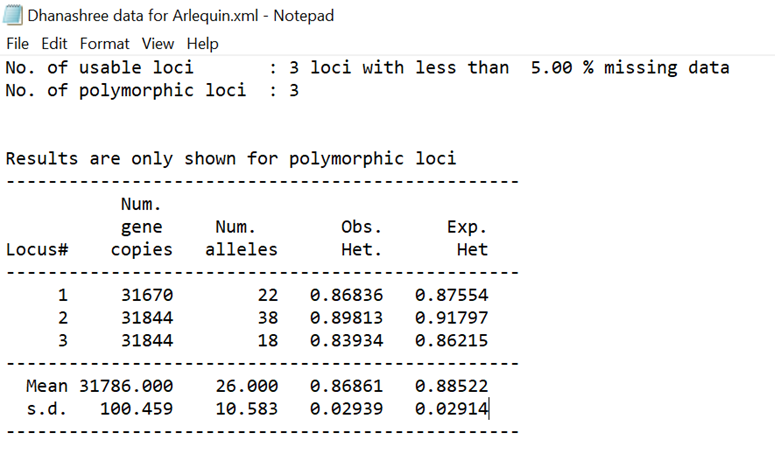 Dhanashree data for Arlequin.xml - Notepad
File Edit Format View Help
No. of usable loci      : 3 loci with less than  5.00 % missing data
No. of polymorphic loci  : 3
Results are only shown for polymorphic loci
--------------------------------------------------
Num.
gene Num. Obs. Exp.
Locus# copies alleles Het. Het
--------------------------------------------------
1 31670 22 0.86836 0.87554
2 31844 38 0.89813 0.91797
3 31844 18 0.83934 0.86215
--------------------------------------------------
Mean 31786.000 26.000 0.86861 0.88522
s.d. 100.459 10.583 0.02939 0.02914
--------------------------------------------------